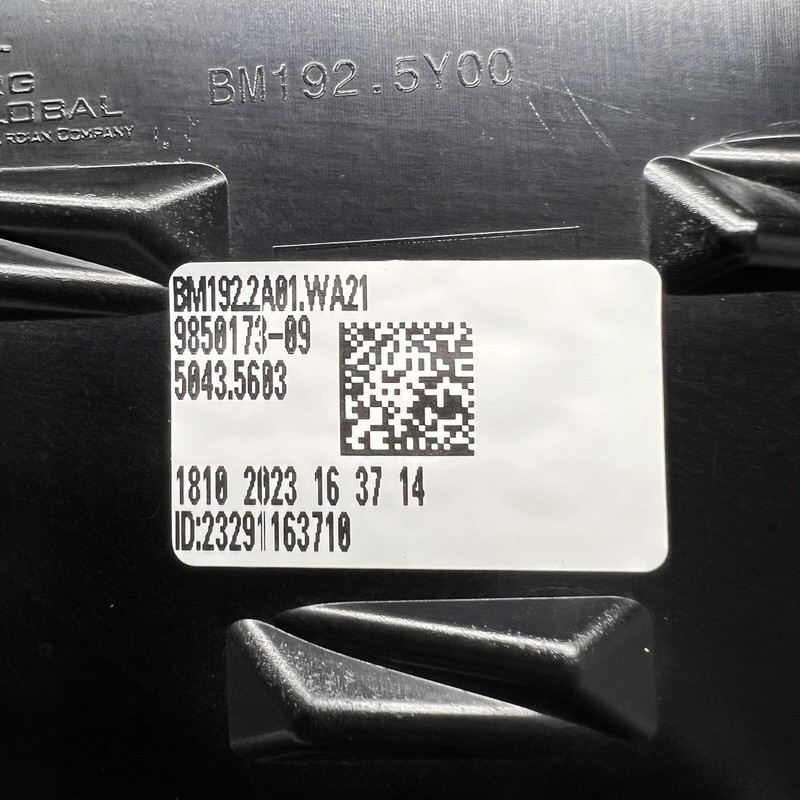 RG
LOBAL
RDIAN COMPANY
BM192.5Y00
BM192.2A01.WA21
9850173-09
5043.5603
1810 2023 16 37 14
ID:23291163710